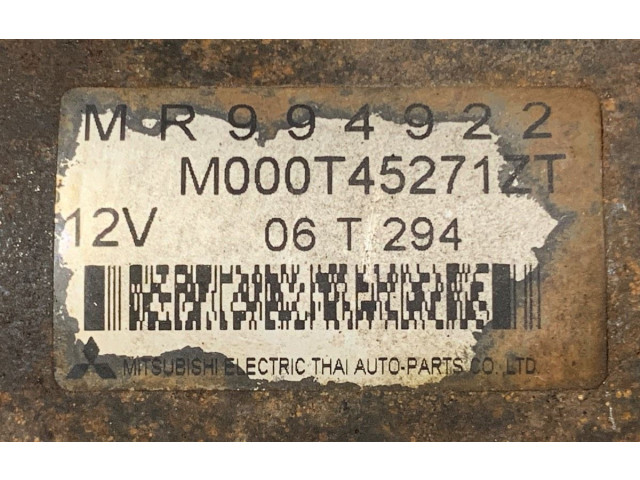 MR994922
M000T45271ZT
12V 06 T 294
MITSUBISHI ELECTRIC THAI AUTO-PARTS CO., LTD.